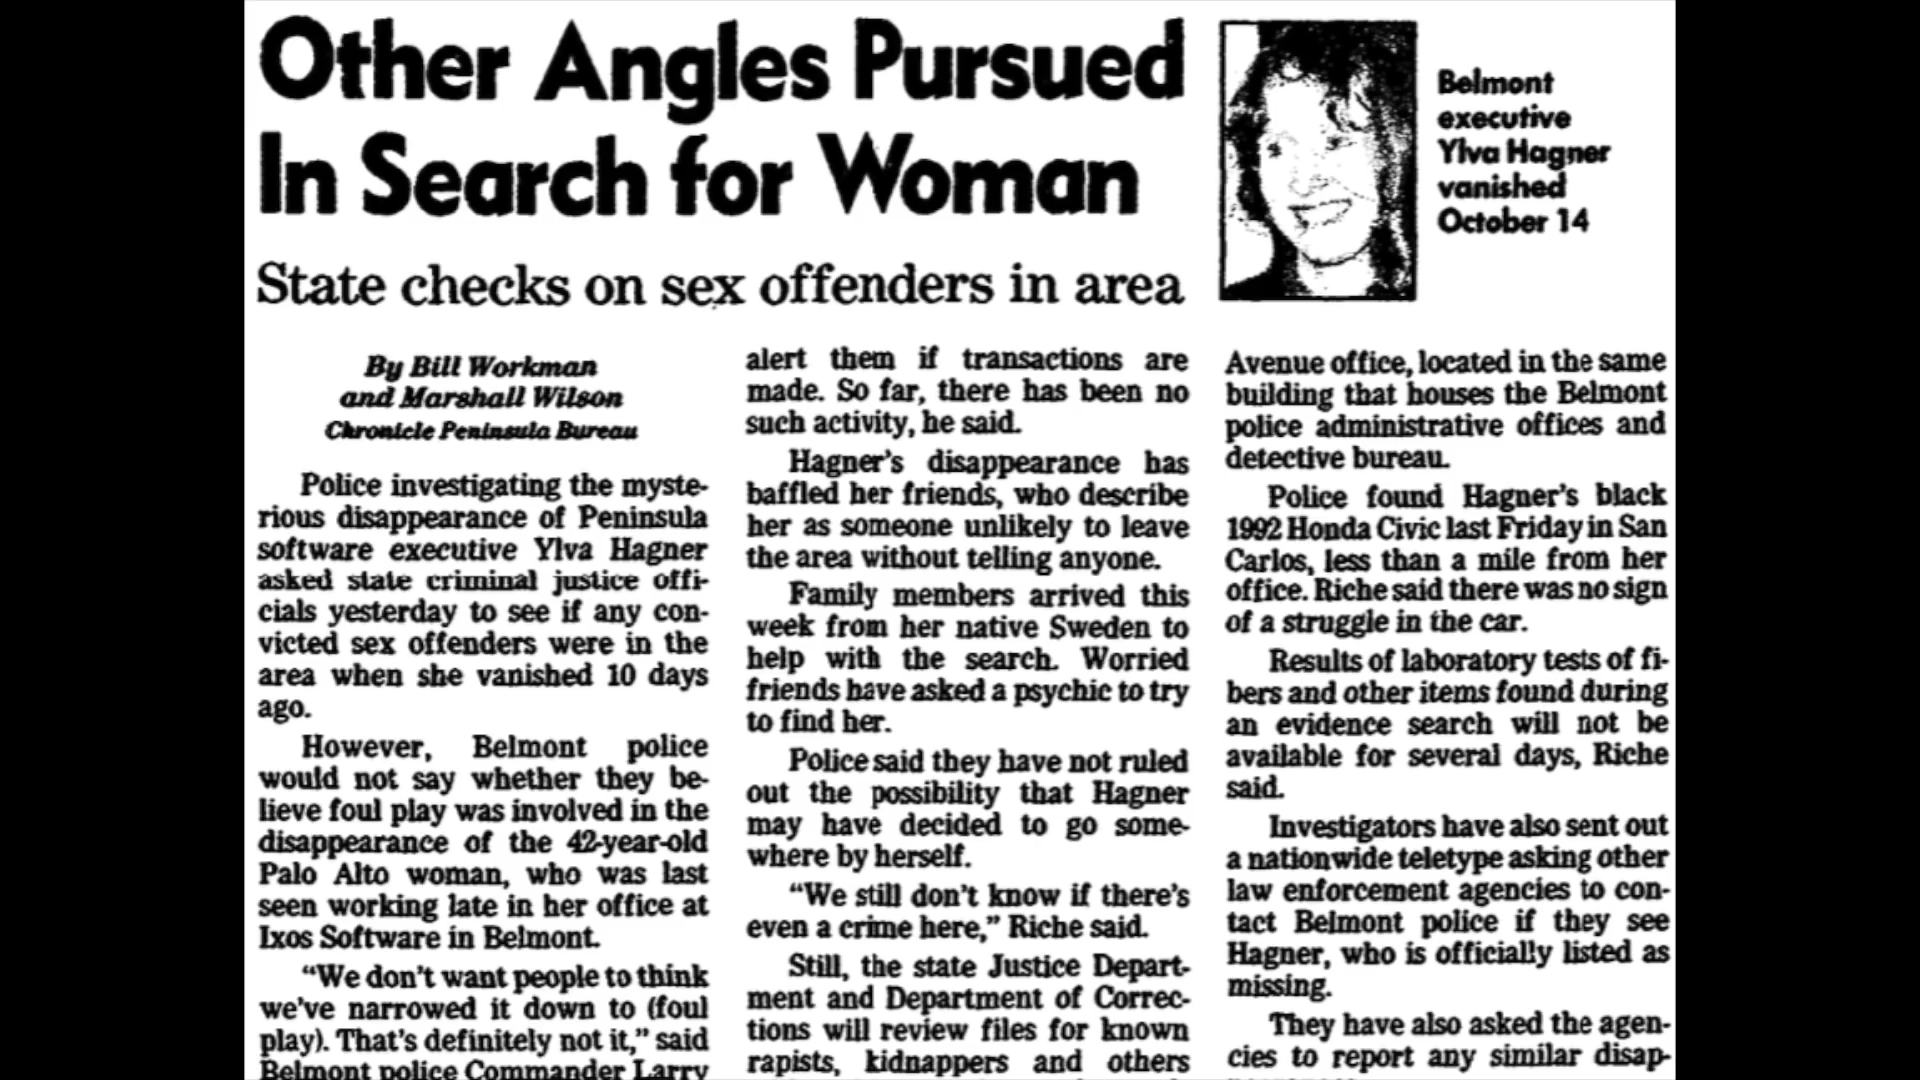 Other Angles Pursued
In Search for Woman
State checks on sex offenders in area
Belmont
executive
Ylva Hagner
vanished
October 14
By Bill Workman
and Marshall Wilson
Chronicle Peninsula Bureau
Police investigating the myste-
rious disappearance of Peninsula
software executive Ylva Hagner
asked state criminal justice offi-
cials yesterday to see if any con-
victed sex offenders were in the
area when she vanished 10 days
ago.
However, Belmont police
would not say whether they be-
lieve foul play was involved in the
disappearance of the 42-year-old
Palo Alto woman, who was last
seen working late in her office at
Ixos Software in Belmont.
“We don't want people to think
we've narrowed it down to (foul
play). That's definitely not it,” said
Belmont police Commander Larry
alert them if transactions are
made. So far, there has been no
such activity, he said.
Hagner's disappearance has
baffled her friends, who describe
her as someone unlikely to leave
the area without telling anyone.
Family members arrived this
week from her native Sweden to
help with the search. Worried
friends have asked a psychic to try
to find her.
Police said they have not ruled
out the possibility that Hagner
may have decided to go some-
where by herself.
“We still don't know if there's
even a crime here,” Riche said.
Still, the state Justice Depart-
ment and Department of Correc-
tions will review files for known
rapists, kidnappers and others
Avenue office, located in the same
building that houses the Belmont
police administrative offices and
detective bureau.
Police found Hagner's black
1992 Honda Civic last Friday in San
Carlos, less than a mile from her
office. Riche said there was no sign
of a struggle in the car.
Results of laboratory tests of fi-
bers and other items found during
an evidence search will not be
available for several days, Riche
said.
Investigators have also sent out
a nationwide teletype asking other
law enforcement agencies to con-
tact Belmont police if they see
Hagner, who is officially listed as
missing.
They have also asked the agen-
cies to report any similar disap-